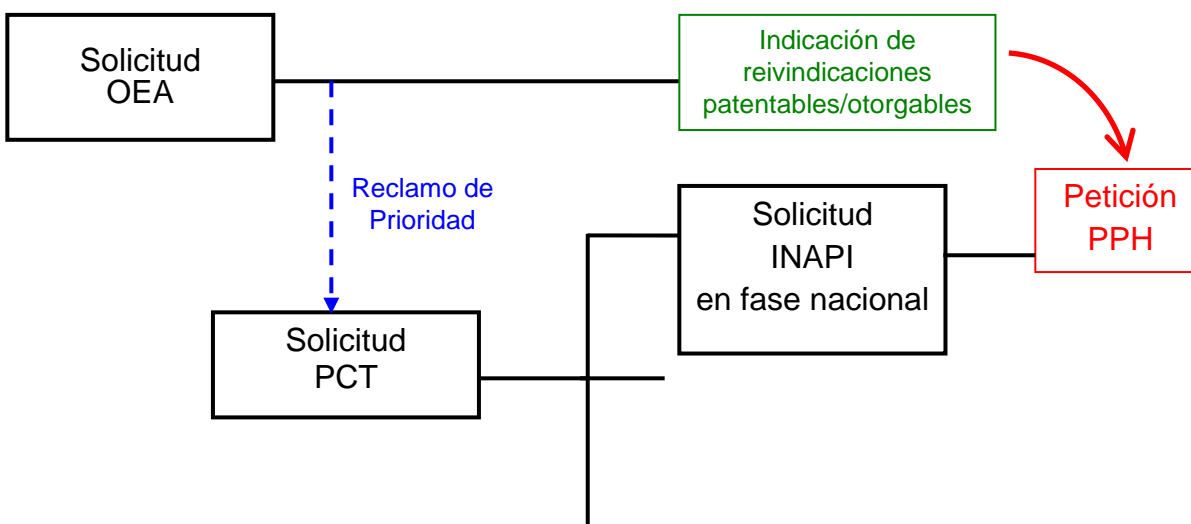 Solicitud
OEA
Indicación de
reivindicaciones
patentables/otorgables
Reclamo de
Prioridad
Solicitud
INAPI
en fase nacional
Petición
PPH
Solicitud
PCT